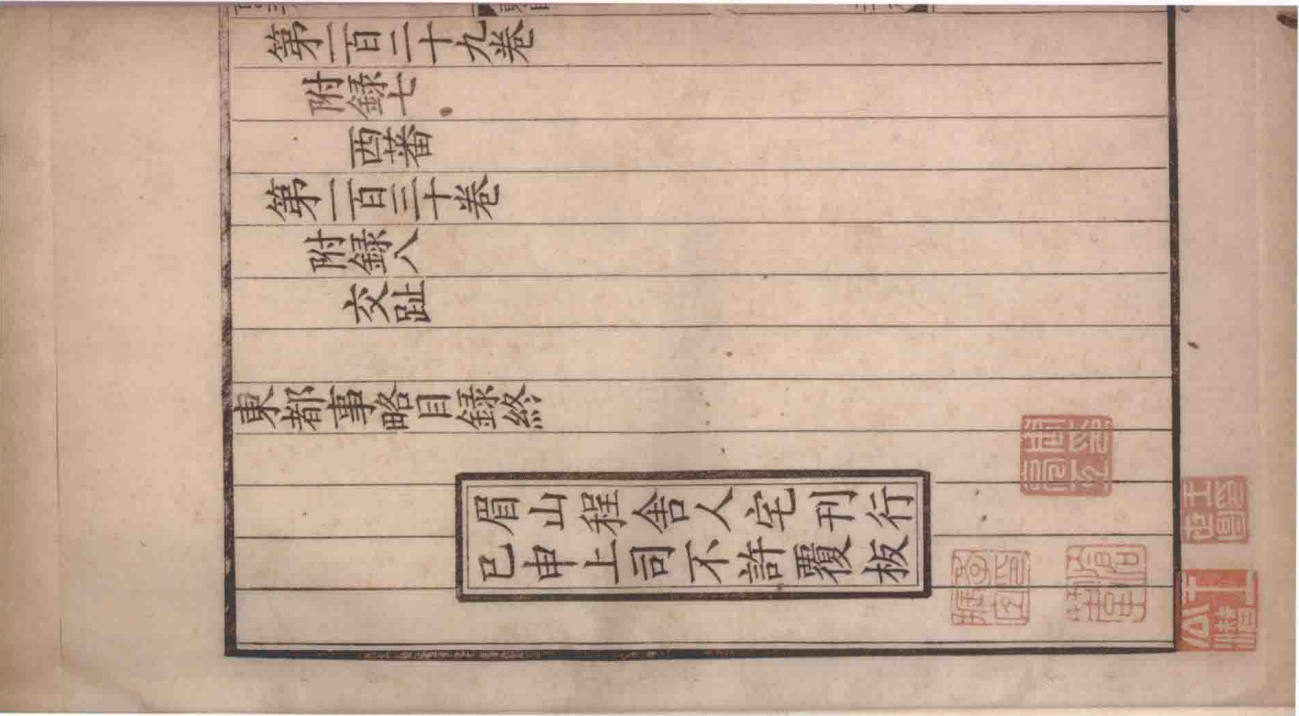 第一百二十九卷
附録七
西蕃
第一百三十卷
附録八
交趾
東都事略目録終
眉山程舍人宅刊行
已申上司不許覆板